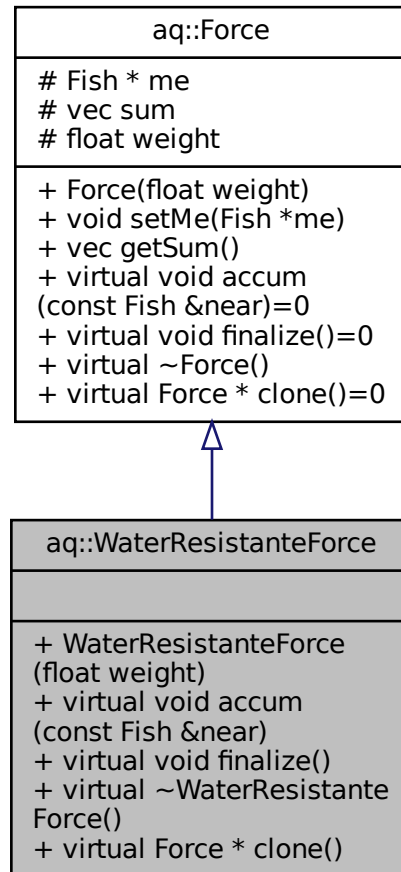 aq::Force
# Fish * me
# vec sum
# float weight
+ Force(float weight)
+ void setMe(Fish *me)
+ vec getSum()
+ virtual void accum
(const Fish &near)=0
+ virtual void finalize()=0
+ virtual ~Force()
+ virtual Force * clone()=0
aq::WaterResistanteForce
+ WaterResistanteForce
(float weight)
+ virtual void accum
(const Fish &near)
+ virtual void finalize()
+ virtual ~WaterResistante
Force()
+ virtual Force * clone()